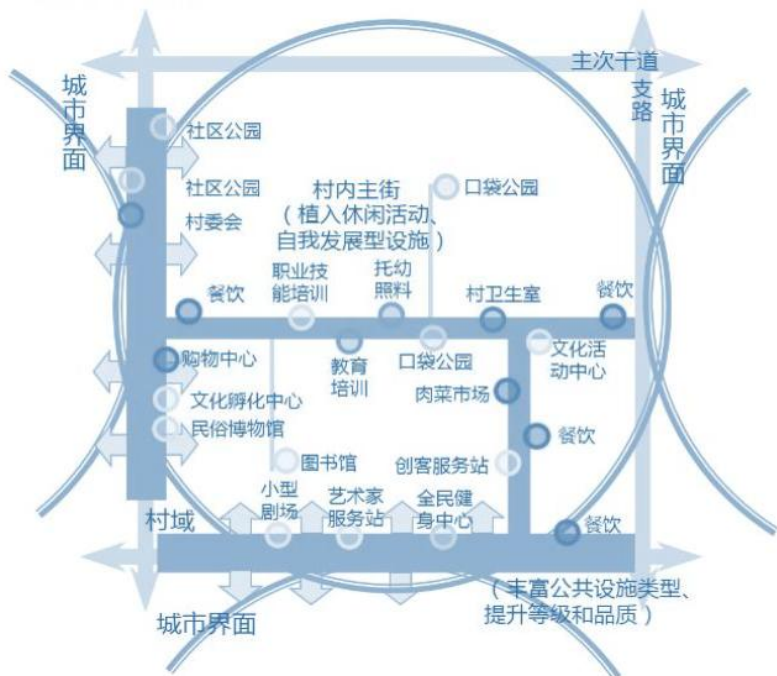 主次干道
支路
城市界面
城市界面
社区公园
社区公园
村委会
村内主街
（植入休闲活动、
自我发展型设施）
口袋公园
餐饮
职业技
能培训
托幼
照料
村卫生室
餐饮
购物中心
教育
培训
口袋公园
文化活
动中心
肉菜市场
文化孵化中心
民俗博物馆
餐饮
图书馆
创客服务站
小型
剧场
艺术家
服务站
全民健
身中心
村域
餐饮
（丰富公共设施类型、
提升等级和品质）
城市界面